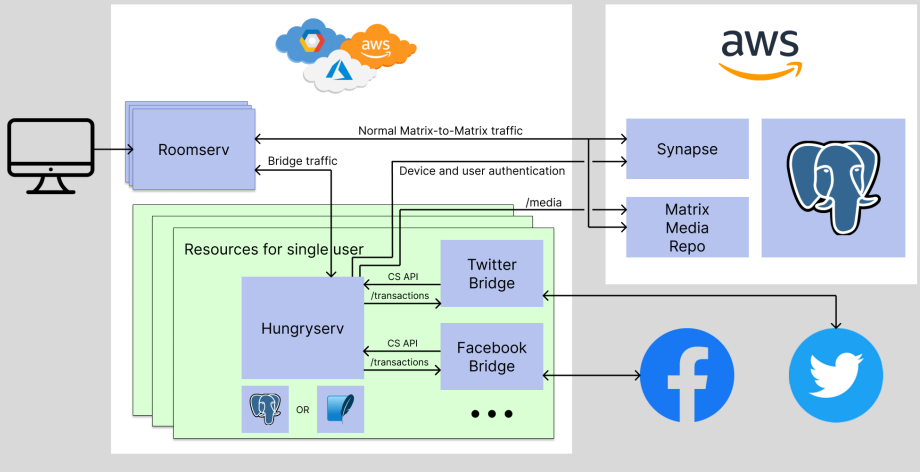 aws
aws
Roomserv
Normal Matrix-to-Matrix traffic
Bridge traffic
Device and user authentication
/media
Synapse
Matrix
Media
Repo
Resources for single user
Hungryserv
CS API
/transactions
Twitter
Bridge
CS API
/transactions
Facebook
Bridge
OR